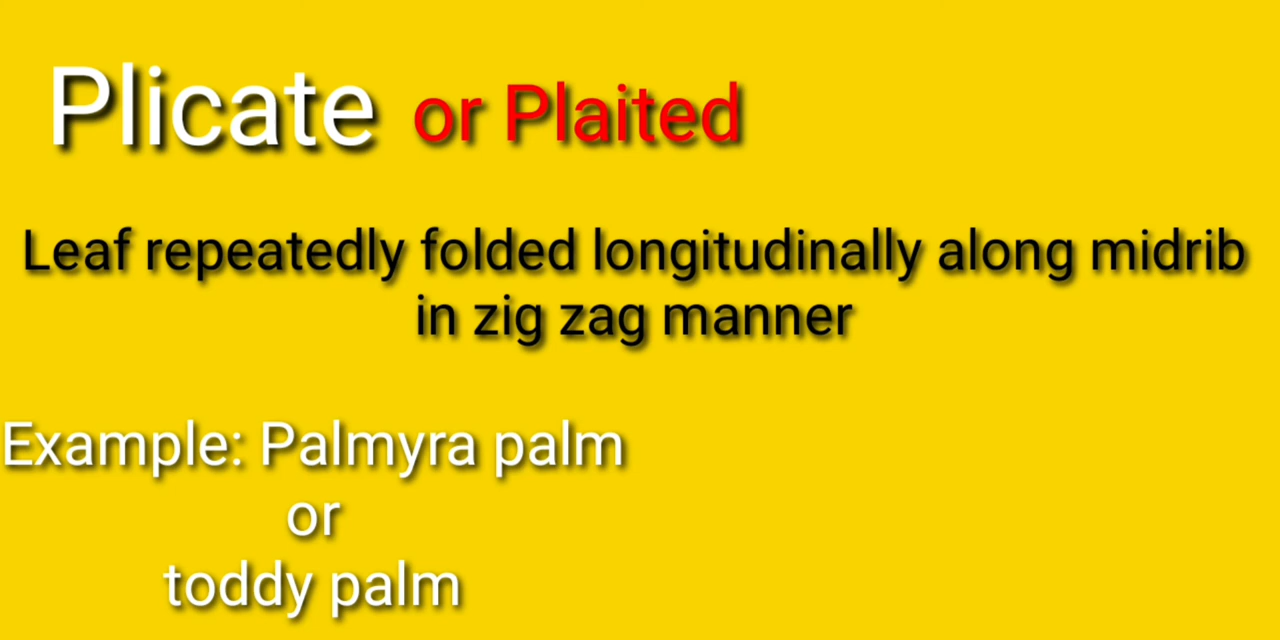 Plicate or Plaited
Leaf repeatedly folded longitudinally along midrib
in zig zag manner
Example: Palmyra palm
or
toddy palm